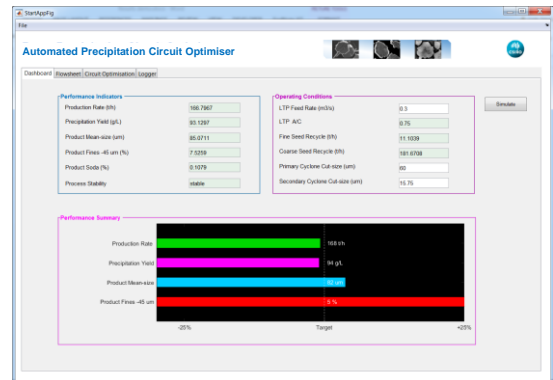 StartAppFig
File
Automated Precipitation Circuit Optimiser
CSIRO
Dashboard Flowsheet Circuit Optimisation Logger
Performance Indicators
Production Rate (t/h) 166.7967
Precipitation Yield (g/L) 93.1297
Product Mean-size (um) 85.0711
Product Fines -45 um (%) 7.5259
Product Soda (%) 0.1079
Process Stability stable
Operating Conditions
LTP Feed Rate (m3/s) 0.3
LTP A/C 0.75
Fine Seed Recycle (t/h) 11.1039
Coarse Seed Recycle (t/h) 181.6708
Primary Cyclone Cut-size (um) 60
Secondary Cyclone Cut-size (um) 15.75
Simulate
Performance Summary
Production Rate 168 t/h
Precipitation Yield 94 g/L
Product Mean-size 82 um
Product Fines -45 um 5 %
-25% Target +25%